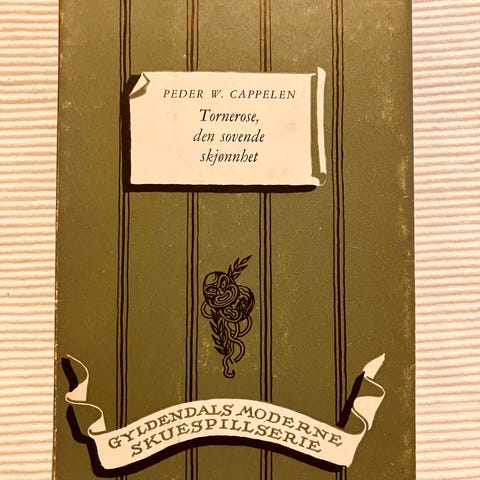 PEDER W. CAPPELEN
Tornerose,
den sovende
skjønnhet
GYLDENDALS MODERNE
SKUESPILLSERIE